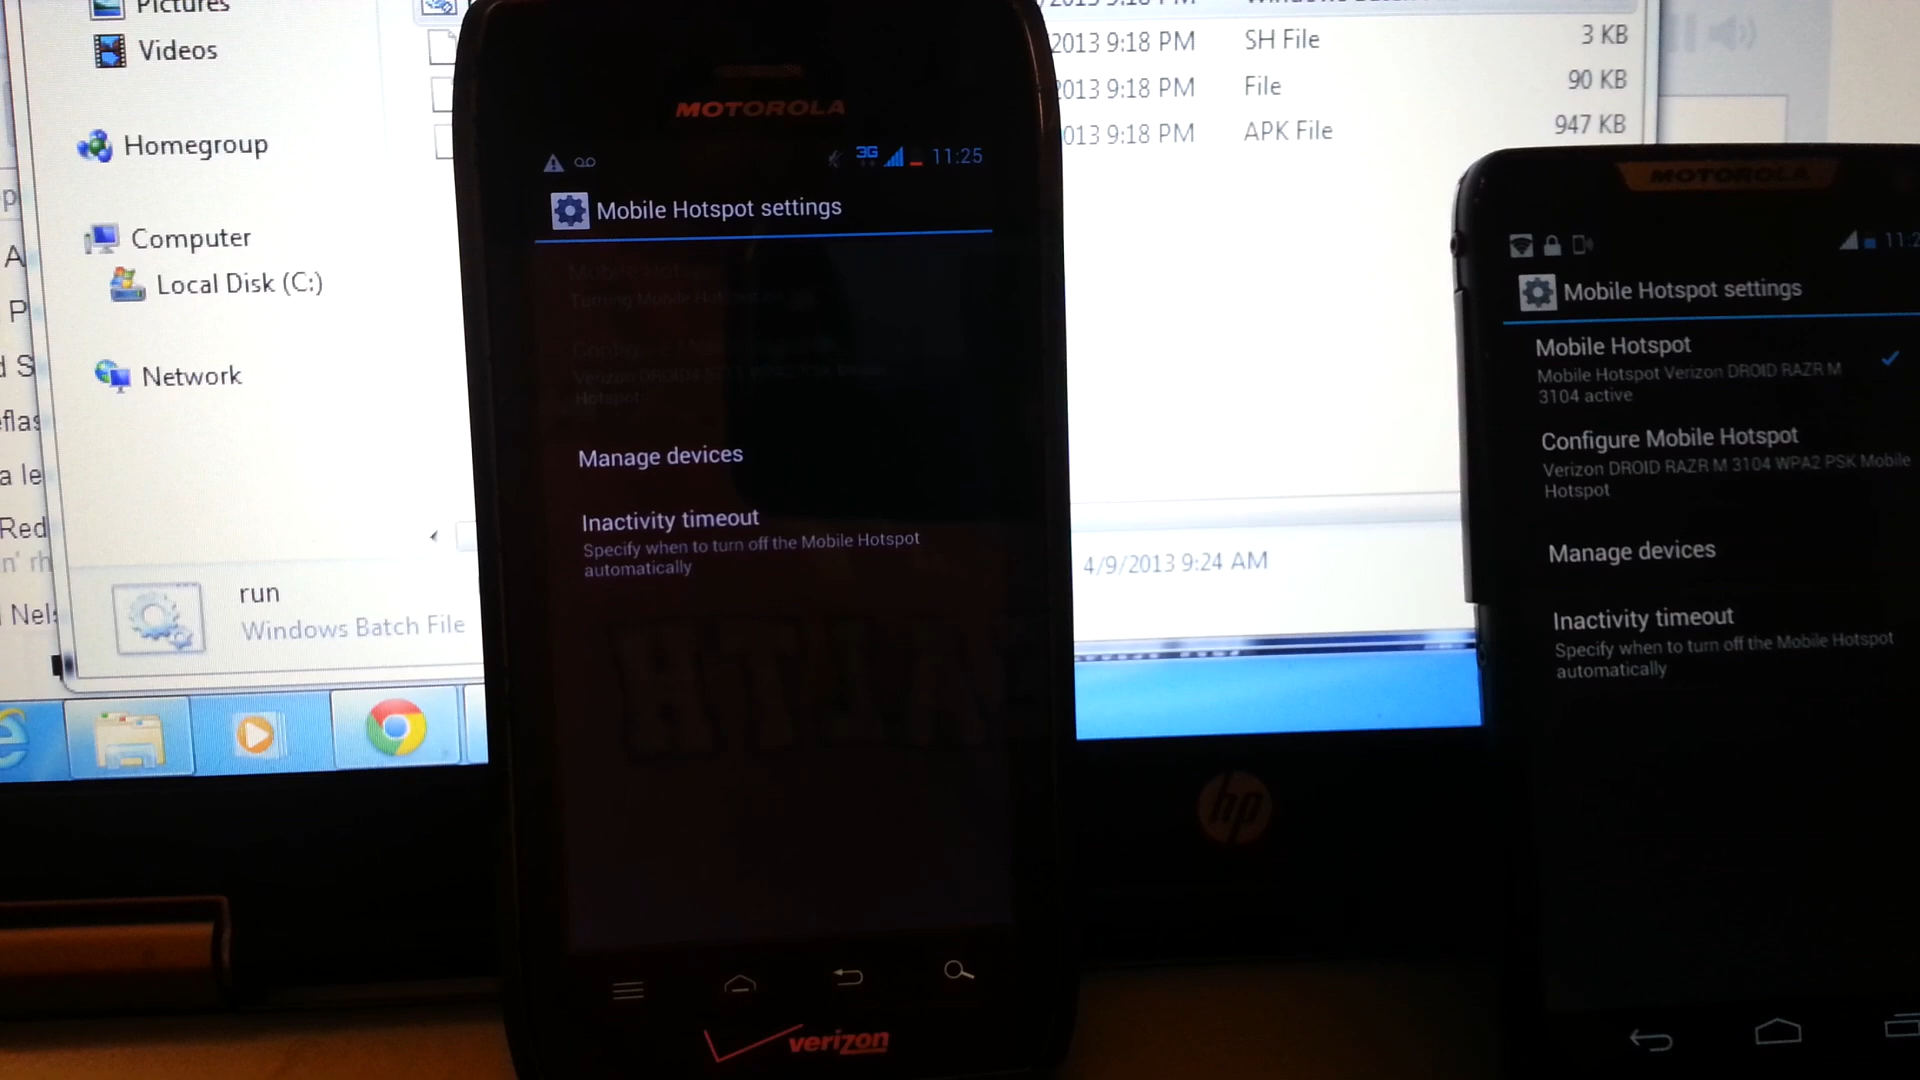 Pictures
Videos
Homegroup
Computer
Local Disk (C:)
Network
run
Windows Batch File
2013 9:18 PM SH File 3 KB
2013 9:18 PM File 90 KB
2013 9:18 PM APK File 947 KB
4/9/2013 9:24 AM
hp
MOTOROLA
3G 11:25
Mobile Hotspot settings
Manage devices
Inactivity timeout
Specify when to turn off the Mobile Hotspot
automatically
verizon
MOTOROLA
11:2
Mobile Hotspot settings
Mobile Hotspot
Mobile Hotspot Verizon DROID RAZR M
3104 active
Configure Mobile Hotspot
Verizon DROID RAZR M 3104 WPA2 PSK Mobile
Hotspot
Manage devices
Inactivity timeout
Specify when to turn off the Mobile Hotspot
automatically